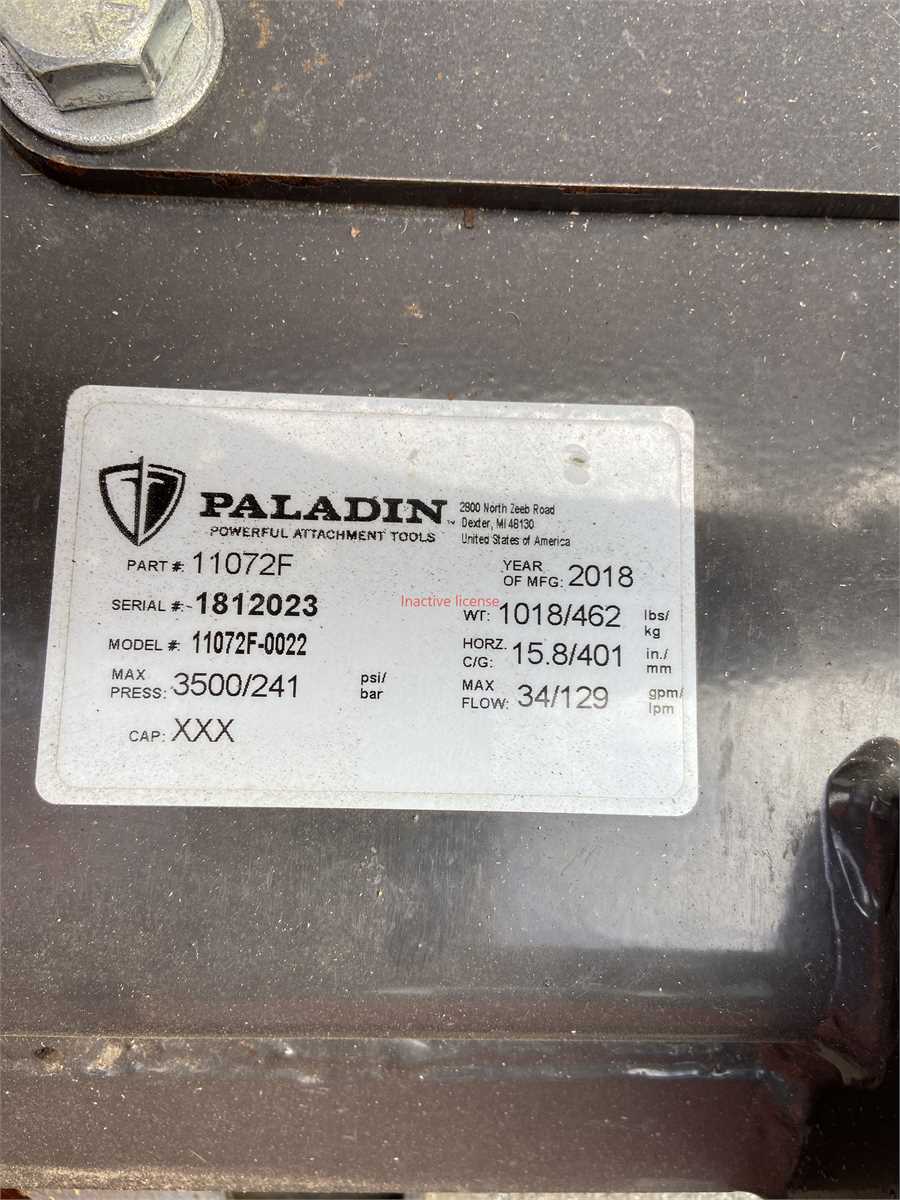 PALADIN™
POWERFUL ATTACHMENT TOOLS
2800 North Zeeb Road
Dexter, MI 48130
United States of America
PART #: 11072F
YEAR
OF MFG: 2018
SERIAL #: 1812023
Inactive license
WT: 1018/462 lbs/
kg
MODEL #: 11072F-0022
HORZ.
C/G: 15.8/401 in./
mm
MAX
PRESS: 3500/241 psi/
bar
MAX
FLOW: 34/129 gpm/
lpm
CAP: XXX